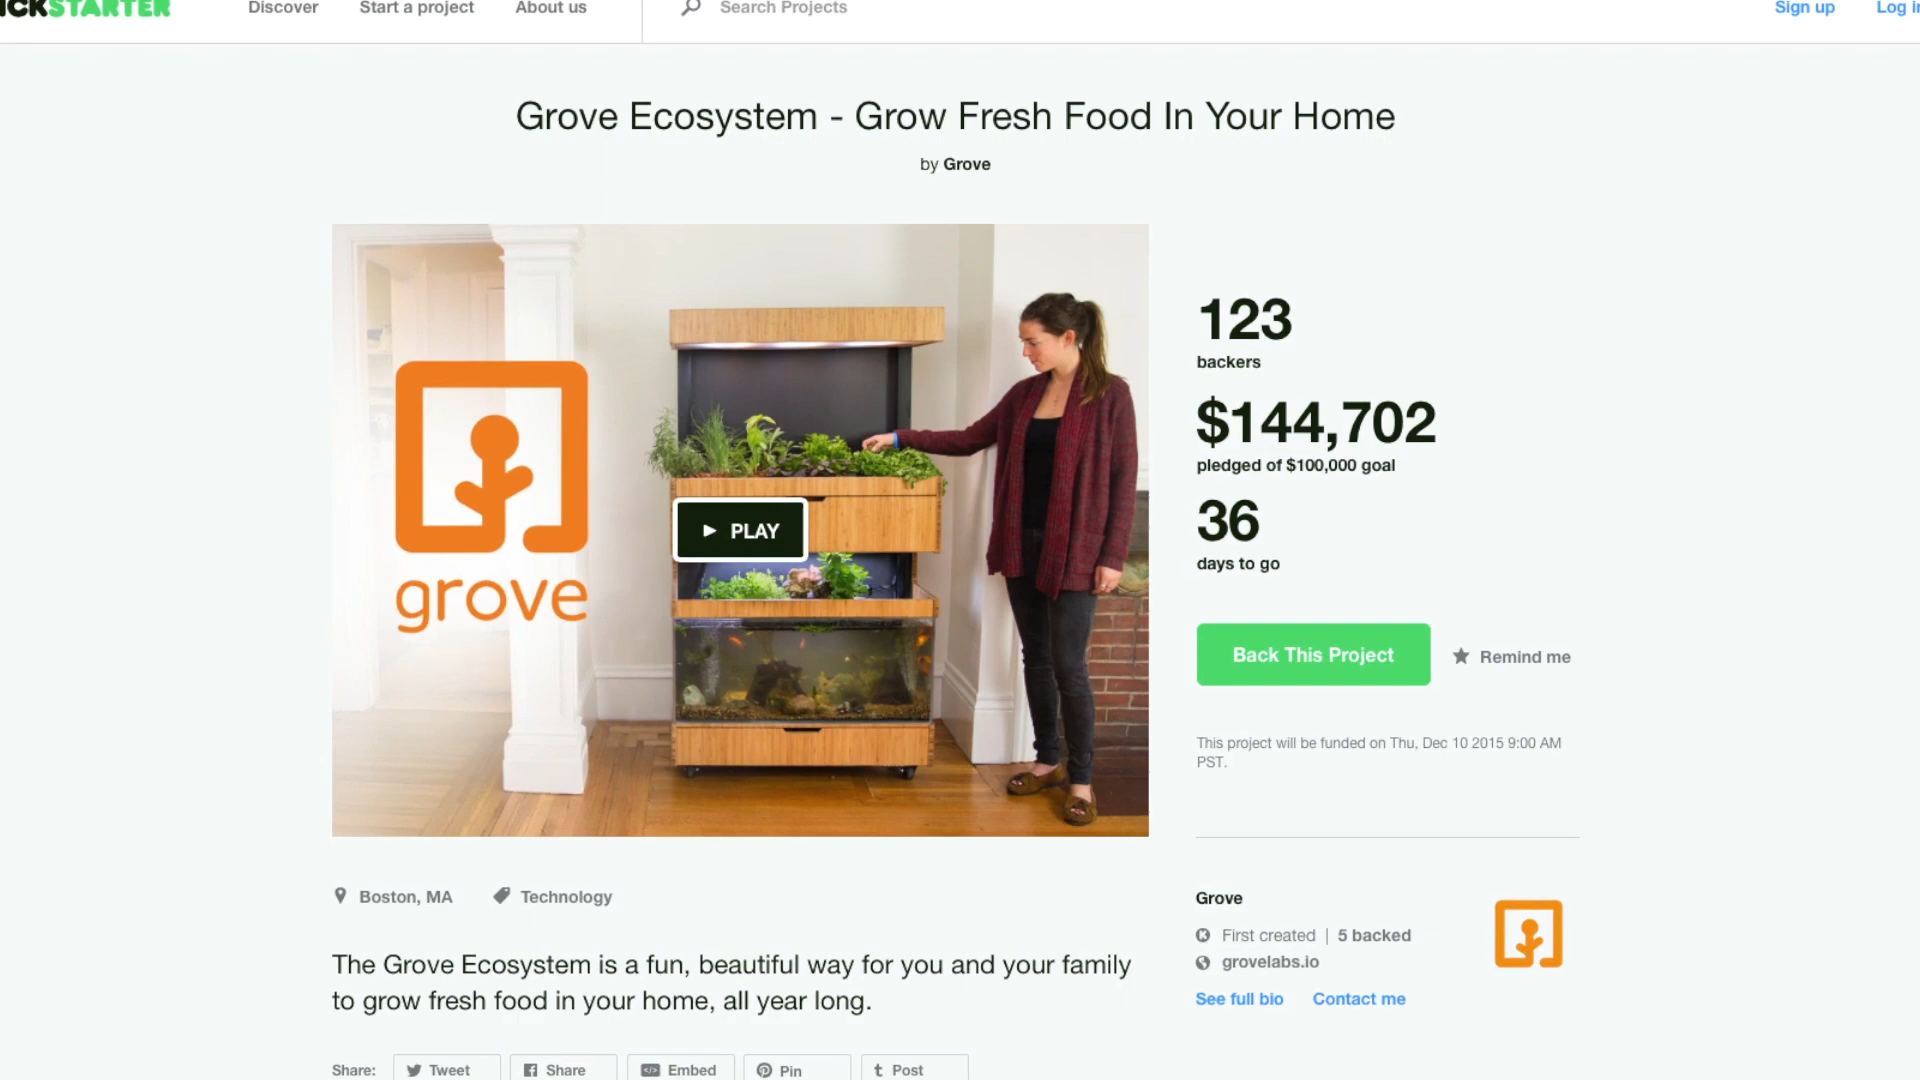 ICKSTARTER
Discover
Start a project
About us
Search Projects
Sign up
Log in
Grove Ecosystem - Grow Fresh Food In Your Home
by Grove
grove
PLAY
123
backers
$144,702
pledged of $100,000 goal
36
days to go
Back This Project
Remind me
This project will be funded on Thu, Dec 10 2015 9:00 AM
PST.
Boston, MA
Technology
The Grove Ecosystem is a fun, beautiful way for you and your family
to grow fresh food in your home, all year long.
Grove
First created | 5 backed
grovelabs.io
See full bio
Contact me
Share:
Tweet
Share
Embed
Pin
Post